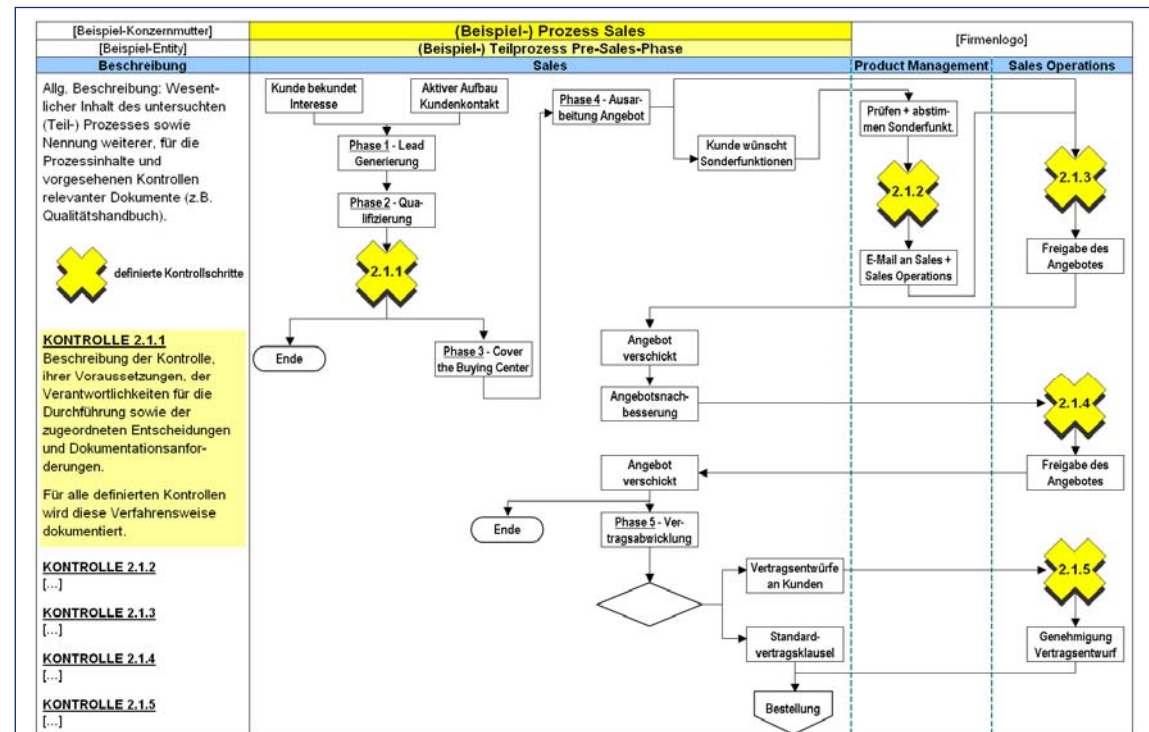 [Beispiel-Konzernmutter]
(Beispiel-) Prozess Sales
[Firmenlogo]
[Beispiel-Entity]
(Beispiel-) Teilprozess Pre-Sales-Phase
Beschreibung
Sales
Product Management
Sales Operations
Allg. Beschreibung: Wesent-
licher Inhalt des untersuchten
(Teil-) Prozesses sowie
Nennung weiterer, für die
Prozessinhalte und
vorgesehenen Kontrollen
relevanter Dokumente (z.B.
Qualitätshandbuch).
definierte Kontrollschritte
KONTROLLE 2.1.1
Beschreibung der Kontrolle,
ihrer Voraussetzungen, der
Verantwortlichkeiten für die
Durchführung sowie der
zugeordneten Entscheidungen
und Dokumentationsanfor-
derungen.
Für alle definierten Kontrollen
wird diese Verfahrensweise
dokumentiert.
KONTROLLE 2.1.2
[...]
KONTROLLE 2.1.3
[...]
KONTROLLE 2.1.4
[...]
KONTROLLE 2.1.5
[...]
Kunde bekundet
Interesse
Aktiver Aufbau
Kundenkontakt
Phase 1 - Lead
Generierung
Phase 2 - Qua-
lifizierung
2.1.1
Ende
Phase 3 - Cover
the Buying Center
Phase 4 - Ausar-
beitung Angebot
Kunde wünscht
Sonderfunktionen
Prüfen + abstim-
men Sonderfunkt.
2.1.2
E-Mail an Sales +
Sales Operations
2.1.3
Freigabe des
Angebotes
Angebot
verschickt
Angebotsnach-
besserung
2.1.4
Freigabe des
Angebotes
Angebot
verschickt
Ende
Phase 5 - Ver-
tragsabwicklung
Vertragsentwürfe
an Kunden
2.1.5
Standard-
vertragsklausel
Genehmigung
Vertragsentwurf
Bestellung